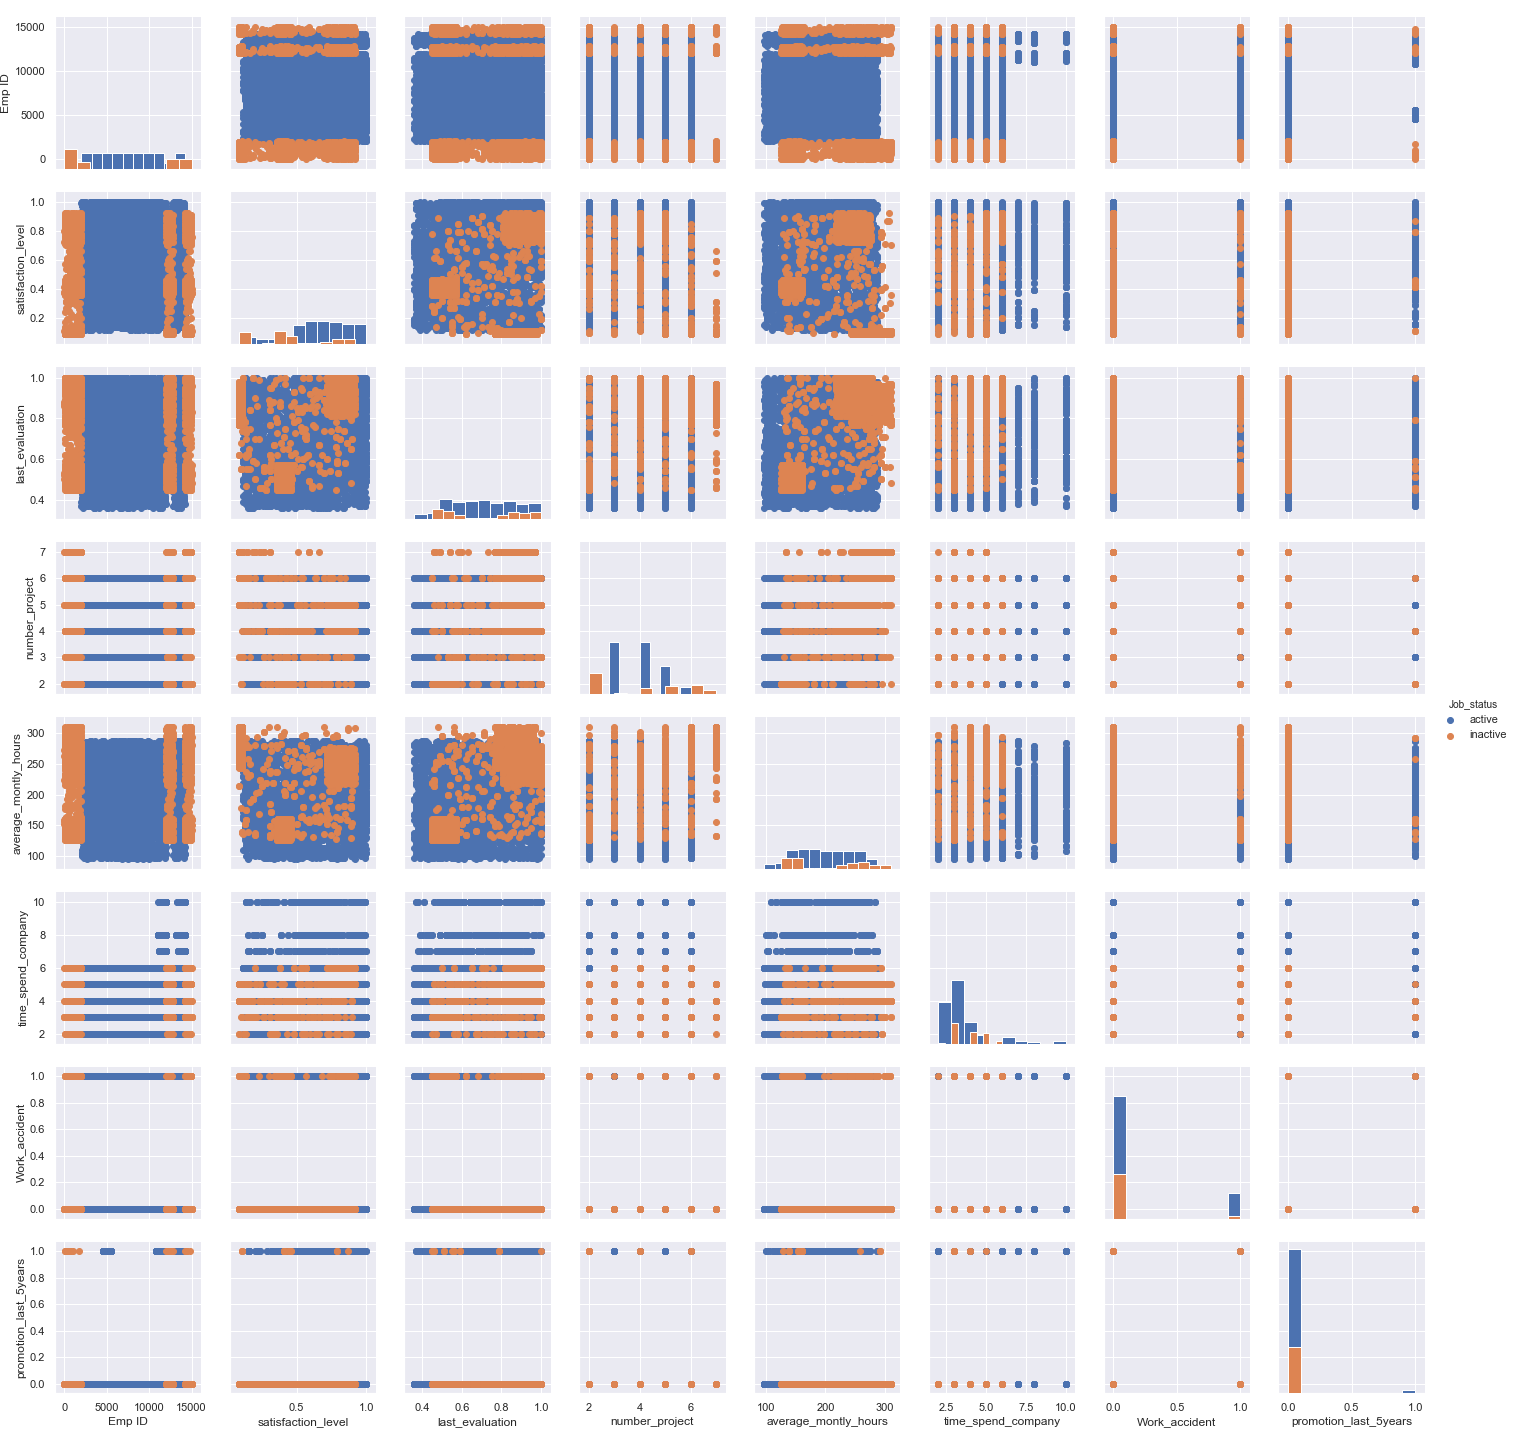 Emp ID
15000
10000
5000
0
satisfaction_level
1.0
0.8
0.6
0.4
0.2
last_evaluation
1.0
0.8
0.6
0.4
number_project
7
6
5
4
3
2
average_montly_hours
300
250
200
150
100
time_spend_company
10
8
6
4
2
Work_accident
1.0
0.8
0.6
0.4
0.2
0.0
promotion_last_5years
1.0
0.8
0.6
0.4
0.2
0.0
0 5000 10000 15000
Emp ID
0.5 1.0
satisfaction_level
0.4 0.6 0.8 1.0
last_evaluation
2 4 6
number_project
100 200 300
average_montly_hours
2.5 5.0 7.5 10.0
time_spend_company
0.0 0.5 1.0
Work_accident
0.0 0.5 1.0
promotion_last_5years
Job_status
active
inactive